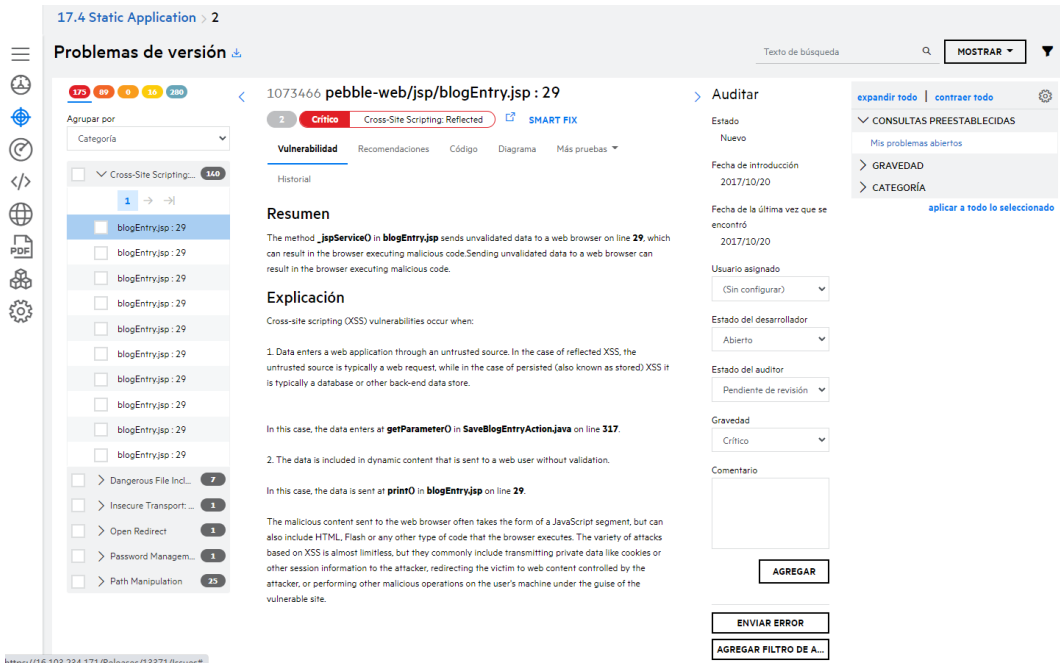 17.4 Static Application > 2
Problemas de versión
Texto de búsqueda
MOSTRAR
175 89 0 16 280
Agrupar por
Categoría
Cross-Site Scripting:... 140
1
blogEntry.jsp : 29
blogEntry.jsp : 29
blogEntry.jsp : 29
blogEntry.jsp : 29
blogEntry.jsp : 29
blogEntry.jsp : 29
blogEntry.jsp : 29
blogEntry.jsp : 29
blogEntry.jsp : 29
blogEntry.jsp : 29
Dangerous File Incl... 7
Insecure Transport: ... 1
Open Redirect 1
Password Managem... 1
Path Manipulation 25
PDF
1073466 pebble-web/jsp/blogEntry.jsp : 29
2 Crítico Cross-Site Scripting: Reflected SMART FIX
Vulnerabilidad Recomendaciones Código Diagrama Más pruebas
Historial
Resumen
The method _jspService() in blogEntry.jsp sends unvalidated data to a web browser on line 29, which
can result in the browser executing malicious code.Sending unvalidated data to a web browser can
result in the browser executing malicious code.
Explicación
Cross-site scripting (XSS) vulnerabilities occur when:
1. Data enters a web application through an untrusted source. In the case of reflected XSS, the
untrusted source is typically a web request, while in the case of persisted (also known as stored) XSS it
is typically a database or other back-end data store.
In this case, the data enters at getParameter() in SaveBlogEntryAction.java on line 317.
2. The data is included in dynamic content that is sent to a web user without validation.
In this case, the data is sent at print() in blogEntry.jsp on line 29.
The malicious content sent to the web browser often takes the form of a JavaScript segment, but can
also include HTML, Flash or any other type of code that the browser executes. The variety of attacks
based on XSS is almost limitless, but they commonly include transmitting private data like cookies or
other session information to the attacker, redirecting the victim to web content controlled by the
attacker, or performing other malicious operations on the user's machine under the guise of the
vulnerable site.
Auditar
Estado
Nuevo
Fecha de introducción
2017/10/20
Fecha de la última vez que se
encontró
2017/10/20
Usuario asignado
(Sin configurar)
Estado del desarrollador
Abierto
Estado del auditor
Pendiente de revisión
Gravedad
Crítico
Comentario
AGREGAR
ENVIAR ERROR
AGREGAR FILTRO DE A...
expandir todo | contraer todo
CONSULTAS PREESTABLECIDAS
Mis problemas abiertos
GRAVEDAD
CATEGORÍA
aplicar a todo lo seleccionado